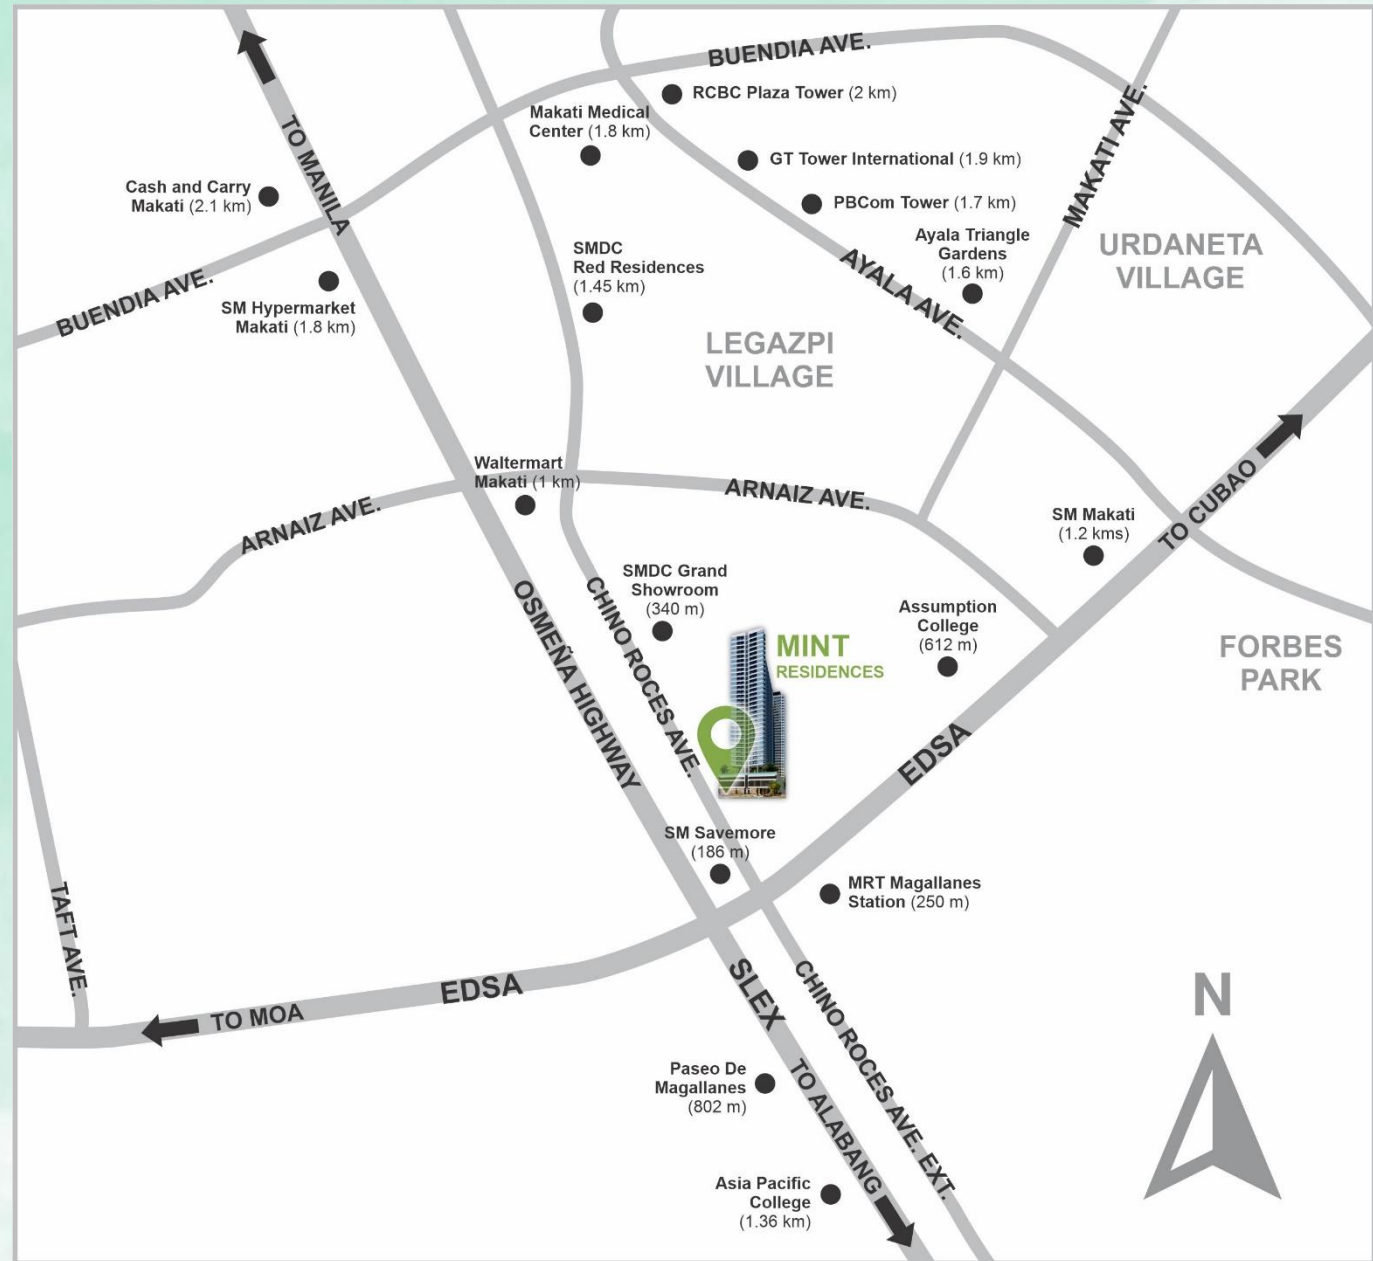 BUENDIA AVE.
RCBC Plaza Tower (2 km)
Makati Medical
Center (1.8 km)
TO MANILA
GT Tower International (1.9 km)
MAKATI AVE.
Cash and Carry
Makati (2.1 km)
PBCom Tower (1.7 km)
Ayala Triangle
Gardens
(1.6 km)
URDANETA
VILLAGE
SMDC
Red Residences
(1.45 km)
AYALA AVE.
BUENDIA AVE.
SM Hypermarket
Makati (1.8 km)
LEGAZPI
VILLAGE
Waltermart
Makati (1 km)
ARNAIZ AVE.
ARNAIZ AVE.
TO CUBAO
SM Makati
(1.2 kms)
OSMEÑA HIGHWAY
CHINO ROCES AVE.
SMDC Grand
Showroom
(340 m)
Assumption
College
(612 m)
MINT
RESIDENCES
FORBES
PARK
EDSA
SM Savemore
(186 m)
MRT Magallanes
Station (250 m)
TAFT AVE.
EDSA
TO MOA
SLEX
CHINO ROCES AVE. EXT.
N
Paseo De
Magallanes
(802 m)
TO ALABANG
Asia Pacific
College
(1.36 km)